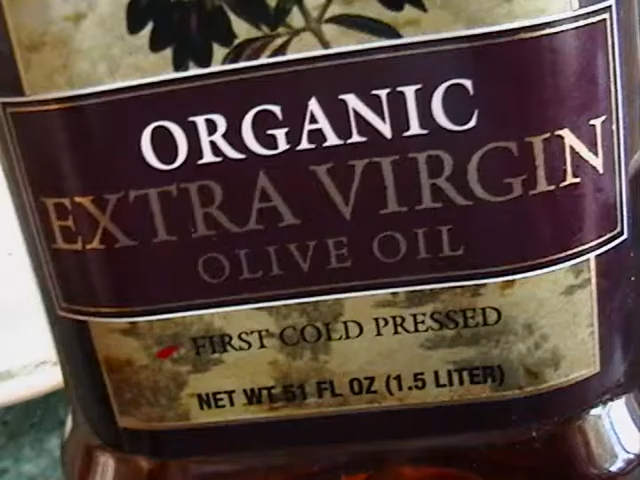 ORGANIC
EXTRA VIRGIN
OLIVE OIL
FIRST COLD PRESSED
NET WT 51 FL OZ (1.5 LITER)